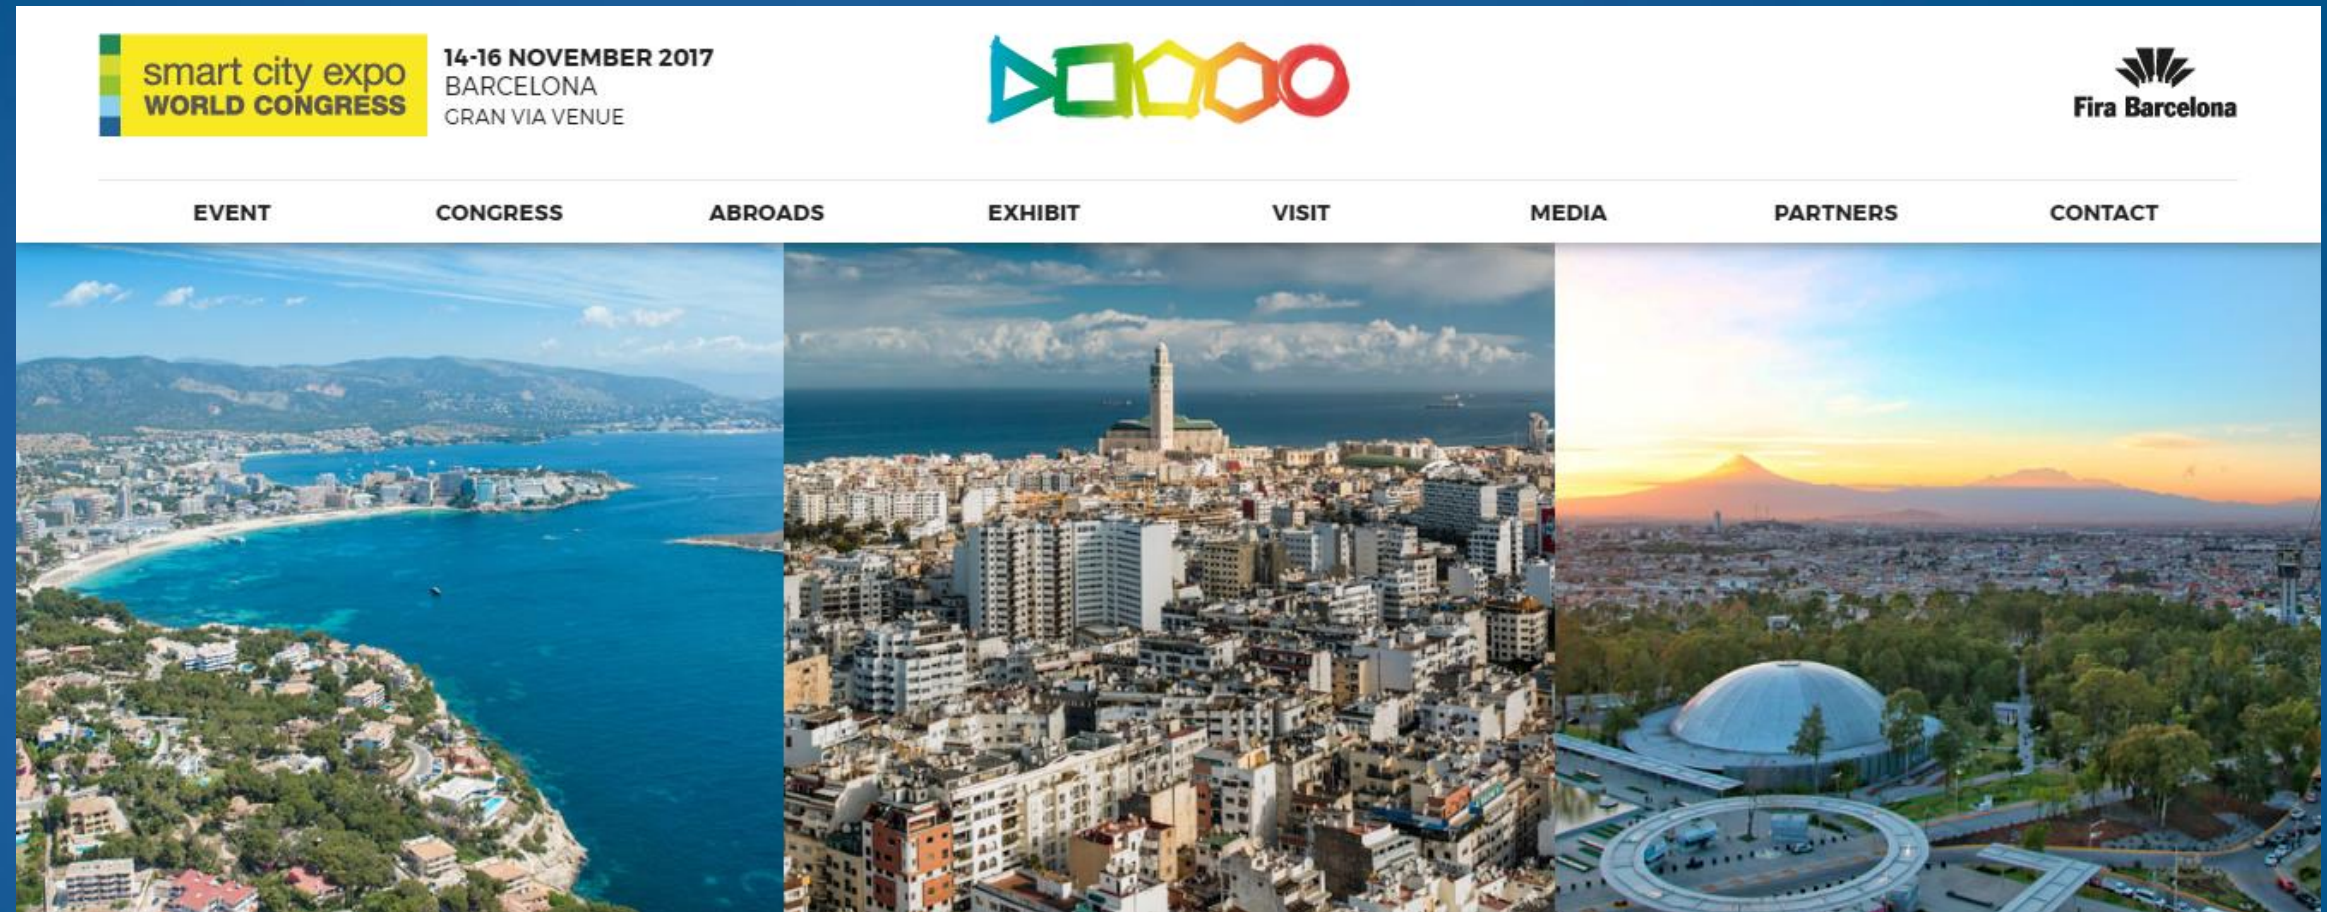 smart city expo
WORLD CONGRESS
14-16 NOVEMBER 2017
BARCELONA
GRAN VIA VENUE
Fira Barcelona
EVENT CONGRESS ABROADS EXHIBIT VISIT MEDIA PARTNERS CONTACT